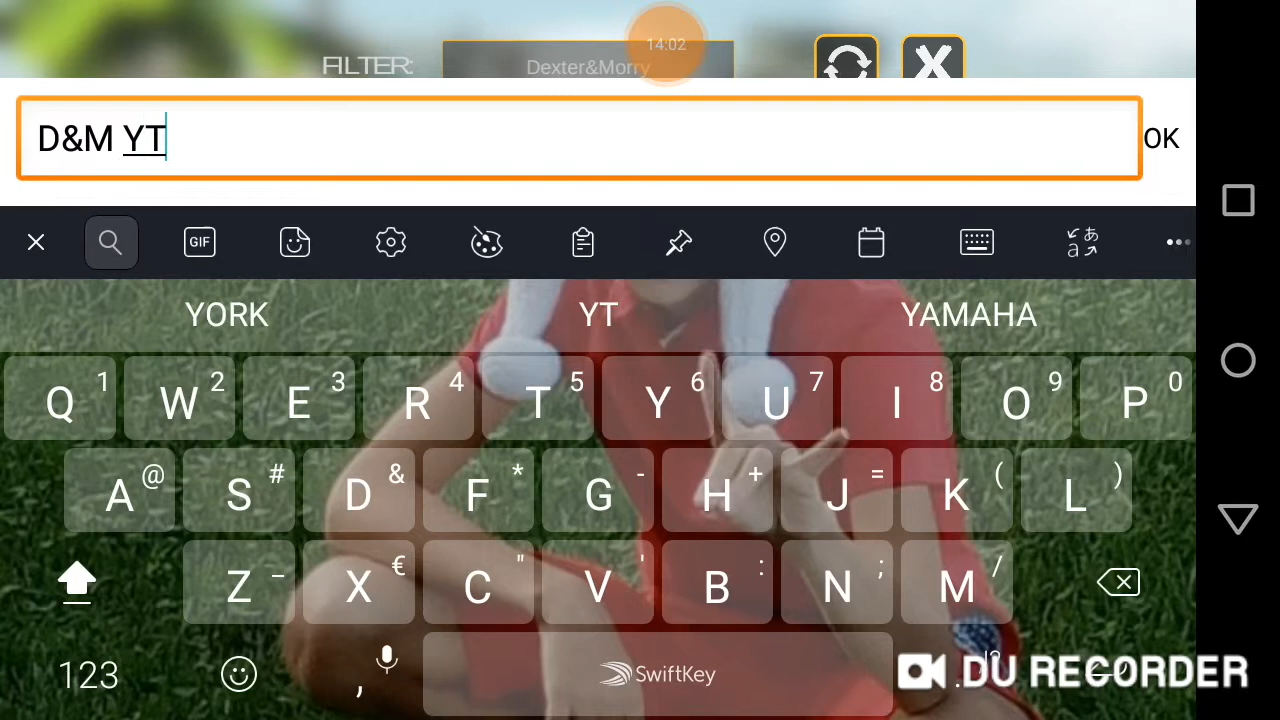 14:02
FILTER: Dexter&Morry
X
D&M YT
OK
GIF
a あ
YORK YT YAMAHA
Q 1 W 2 E 3 R 4 T 5 Y 6 U 7 I 8 O 9 P 0
A @ S # D & F * G - H + J = K ( L )
Z _ X € C " V ' B : N ; M /
123 , SwiftKey . !?
DU RECORDER